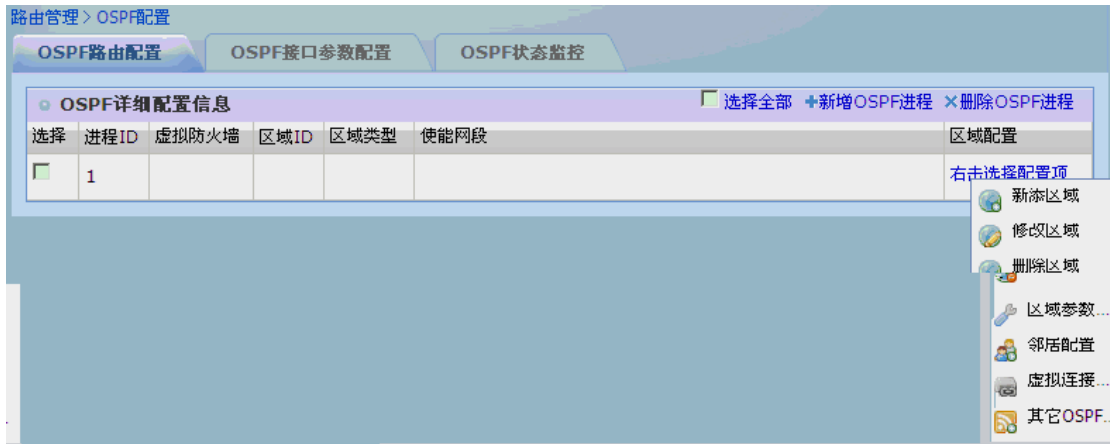 路由管理 > OSPF配置
OSPF路由配置 OSPF接口参数配置 OSPF状态监控
OSPF详细配置信息 选择全部 新增OSPF进程 删除OSPF进程
选择 进程ID 虚拟防火墙 区域ID 区域类型 使能网段 区域配置
1 右击选择配置项
新添区域
修改区域
删除区域
区域参数...
邻居配置
虚拟连接...
其它OSPF...